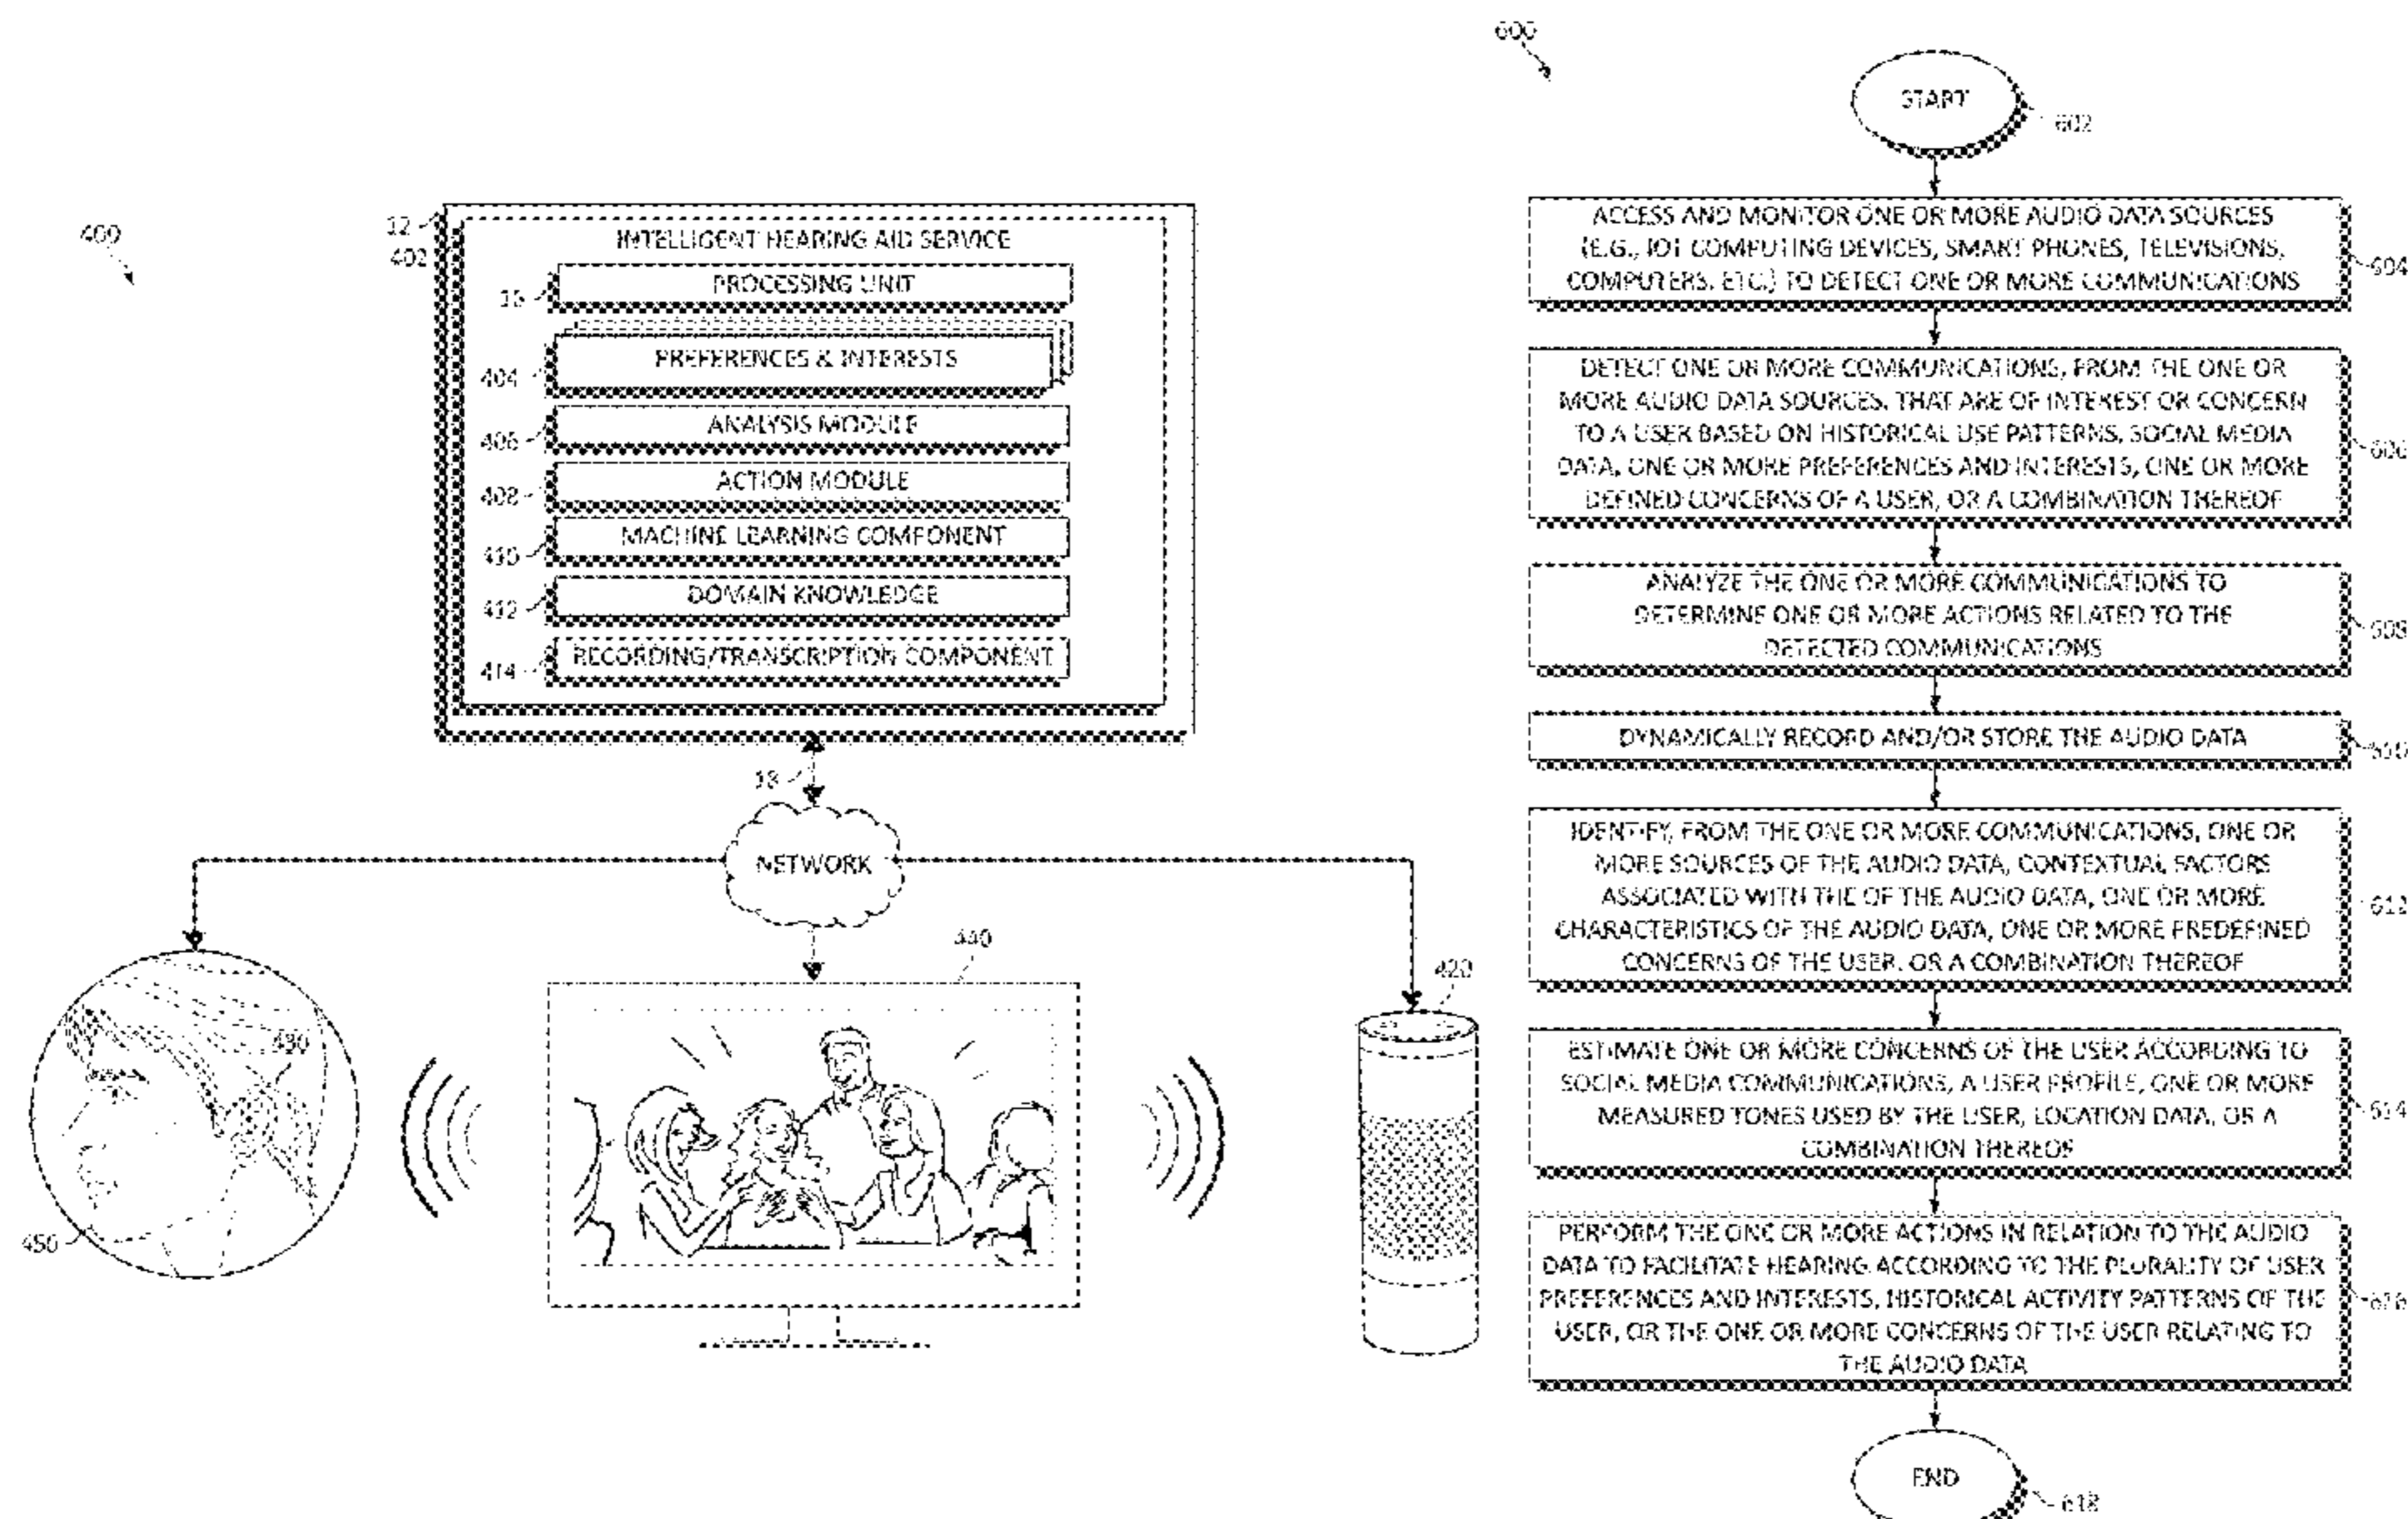 400
12
402
INTELLIGENT HEARING AID SERVICE
16
PROCESSING UNIT
404
PREFERENCES & INTERESTS
406
ANALYSIS MODULE
408
ACTION MODULE
410
MACHINE LEARNING COMPONENT
412
DOMAIN KNOWLEDGE
414
RECORDING/TRANSCRIPTION COMPONENT
18
NETWORK
440
420
430
450
600
START
602
ACCESS AND MONITOR ONE OR MORE AUDIO DATA SOURCES
(E.G., IOT COMPUTING DEVICES, SMART PHONES, TELEVISIONS,
COMPUTERS, ETC.) TO DETECT ONE OR MORE COMMUNICATIONS
604
DETECT ONE OR MORE COMMUNICATIONS, FROM THE ONE OR
MORE AUDIO DATA SOURCES, THAT ARE OF INTEREST OR CONCERN
TO A USER BASED ON HISTORICAL USE PATTERNS, SOCIAL MEDIA
DATA, ONE OR MORE PREFERENCES AND INTERESTS, ONE OR MORE
DEFINED CONCERNS OF A USER, OR A COMBINATION THEREOF
606
ANALYZE THE ONE OR MORE COMMUNICATIONS TO
DETERMINE ONE OR MORE ACTIONS RELATED TO THE
DETECTED COMMUNICATIONS
608
DYNAMICALLY RECORD AND/OR STORE THE AUDIO DATA
610
IDENTIFY, FROM THE ONE OR MORE COMMUNICATIONS, ONE OR
MORE SOURCES OF THE AUDIO DATA, CONTEXTUAL FACTORS
ASSOCIATED WITH THE OF THE AUDIO DATA, ONE OR MORE
CHARACTERISTICS OF THE AUDIO DATA, ONE OR MORE PREDEFINED
CONCERNS OF THE USER, OR A COMBINATION THEREOF
612
ESTIMATE ONE OR MORE CONCERNS OF THE USER ACCORDING TO
SOCIAL MEDIA COMMUNICATIONS, A USER PROFILE, ONE OR MORE
MEASURED TONES USED BY THE USER, LOCATION DATA, OR A
COMBINATION THEREOF
614
PERFORM THE ONE OR MORE ACTIONS IN RELATION TO THE AUDIO
DATA TO FACILITATE HEARING ACCORDING TO THE PLURALITY OF USER
PREFERENCES AND INTERESTS, HISTORICAL ACTIVITY PATTERNS OF THE
USER, OR THE ONE OR MORE CONCERNS OF THE USER RELATING TO
THE AUDIO DATA
616
END
618